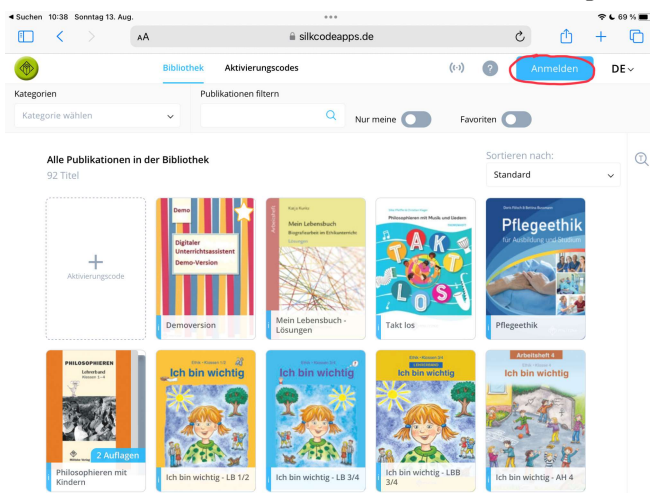 Suchen 10:38 Sonntag 13. Aug. 69 %
AA silkcodeapps.de
Bibliothek Aktivierungscodes Anmelden DE
Kategorien Publikationen filtern
Kategorie wählen Nur meine Favoriten
Alle Publikationen in der Bibliothek Sortieren nach:
92 Titel Standard
Aktivierungscode
Demo
Digitaler
Unterrichtsassistent
Demo-Version
Demoversion
Arbeitsheft
Mein Lebensbuch
Biografiearbeit im Ethikunterricht
Lösungen
Mein Lebensbuch -
Lösungen
Philosophieren mit Musik und Liedern
TAKT
LOS
Takt los
Pflegeethik
für Ausbildung und Studium
Pflegeethik
PHILOSOPHIEREN
Lehrerband
Klassen 1–4
2 Auflagen
Philosophieren mit
Kindern
Ich bin wichtig
Ich bin wichtig - LB 1/2
Ich bin wichtig
Ich bin wichtig - LB 3/4
Ich bin wichtig
Ich bin wichtig - LBB
3/4
Arbeitsheft 4
Ich bin wichtig
Ich bin wichtig - AH 4